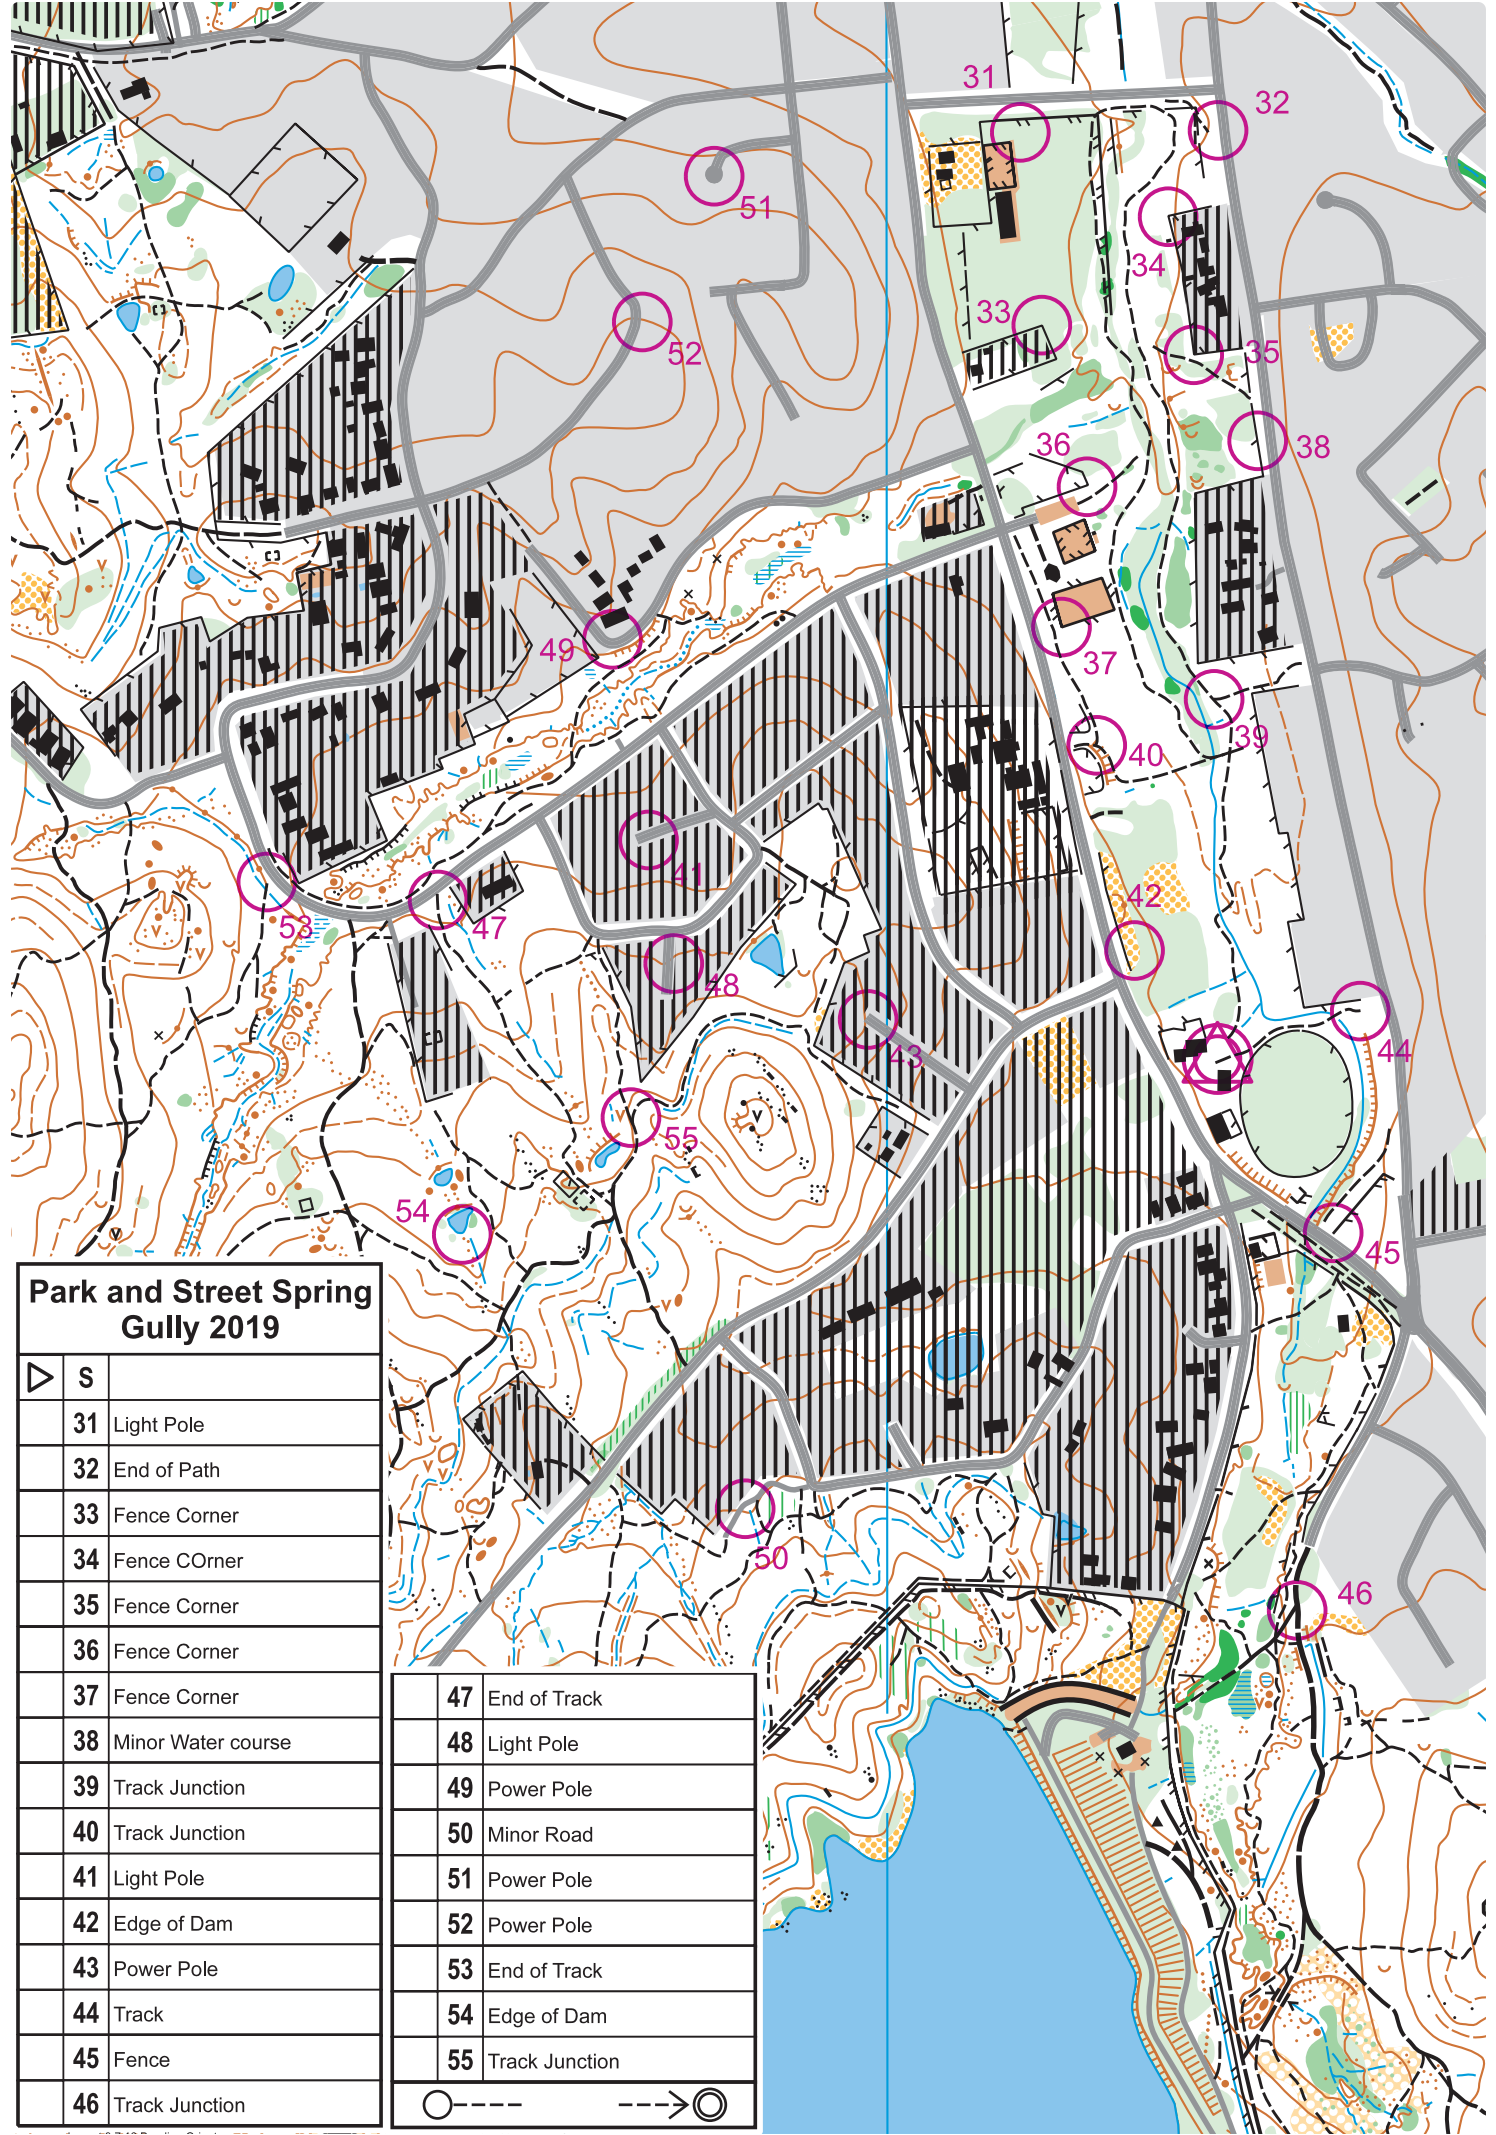 31
32
51
34
33
52
35
36
38
49
37
39
40
41
42
53
47
48
43
44
55
54
45
50
46
Park and Street Spring
Gully 2019
S
31 Light Pole
32 End of Path
33 Fence Corner
34 Fence COrner
35 Fence Corner
36 Fence Corner
37 Fence Corner
38 Minor Water course
39 Track Junction
40 Track Junction
41 Light Pole
42 Edge of Dam
43 Power Pole
44 Track
45 Fence
46 Track Junction
47 End of Track
48 Light Pole
49 Power Pole
50 Minor Road
51 Power Pole
52 Power Pole
53 End of Track
54 Edge of Dam
55 Track Junction